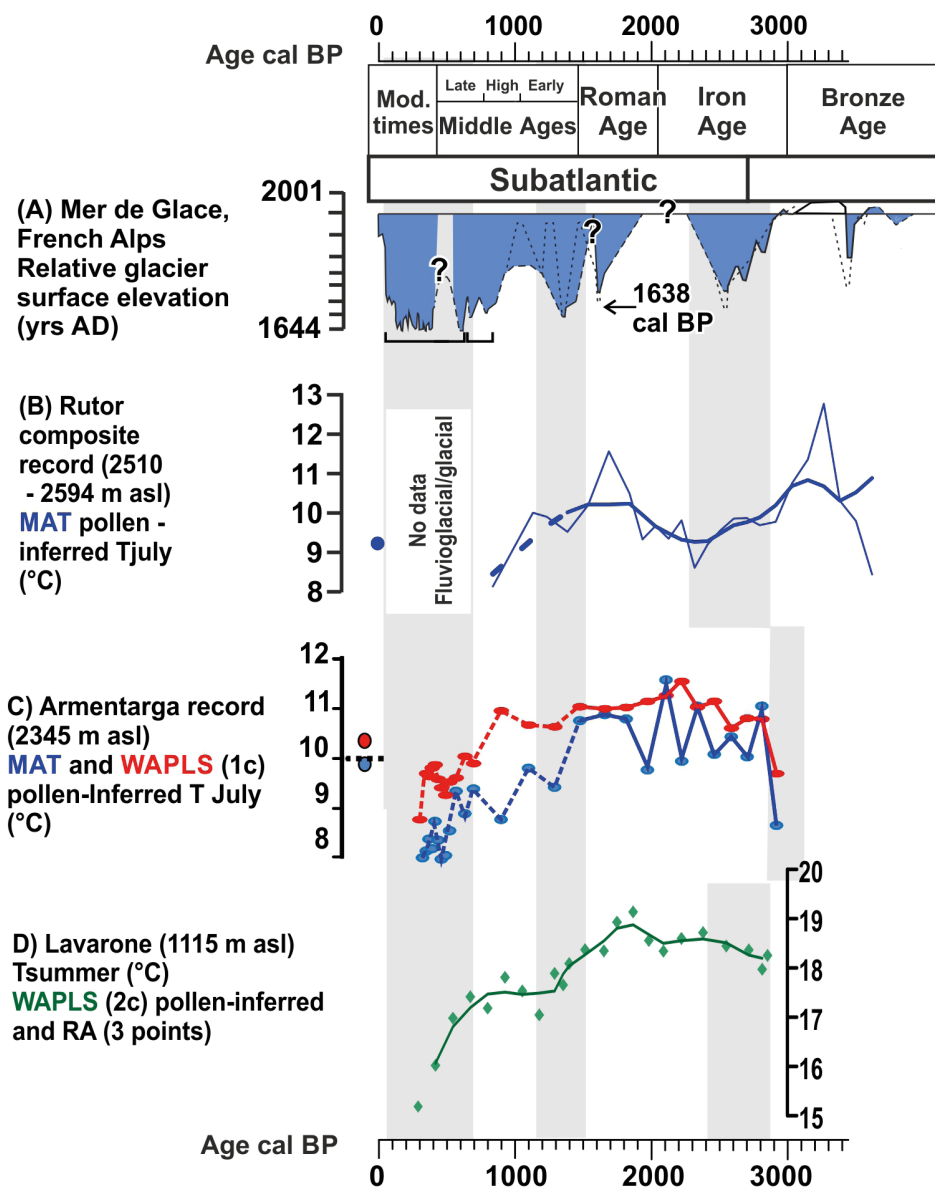 0 1000 2000 3000
Age cal BP
Late High Early
Mod. times
Middle Ages
Roman Age
Iron Age
Bronze Age
Subatlantic
2001
(A) Mer de Glace,
French Alps
Relative glacier
surface elevation
(yrs AD)
1644
?
?
?
1638
cal BP
13
12
11
10
9
8
(B) Rutor
composite
record (2510
- 2594 m asl)
MAT pollen -
inferred Tjuly
(°C)
No data
Fluvioglacial/glacial
12
11
10
9
8
C) Armentarga record
(2345 m asl)
MAT and WAPLS (1c)
pollen-Inferred T July
(°C)
20
19
18
17
16
15
D) Lavarone (1115 m asl)
Tsummer (°C)
WAPLS (2c) pollen-inferred
and RA (3 points)
Age cal BP
0 1000 2000 3000